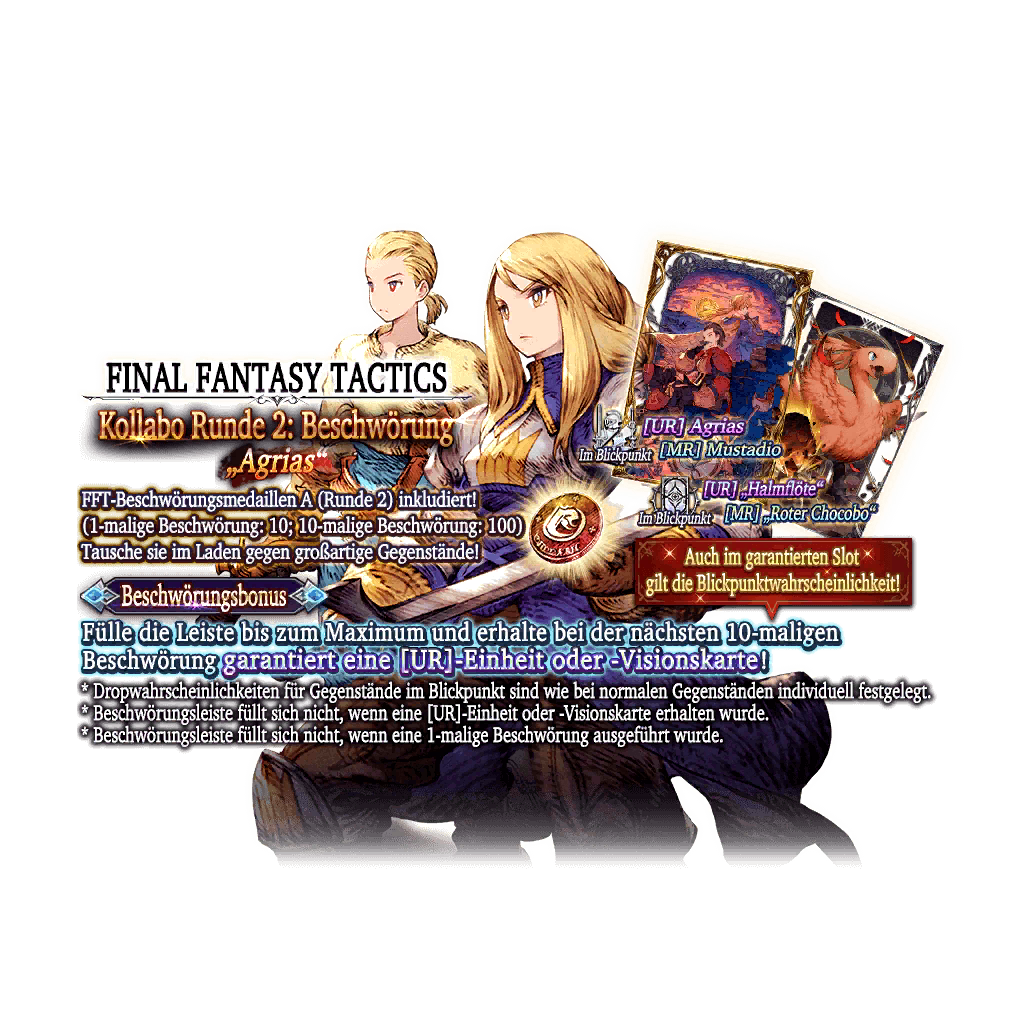 FINAL FANTASY TACTICS
Kollabo Runde 2: Beschwörung
„Agrias“
FFT-Beschwörungsmedaillen A (Runde 2) inkludiert!
(1-malige Beschwörung: 10; 10-malige Beschwörung: 100)
Tausche sie im Laden gegen großartige Gegenstände!
Im Blickpunkt
[UR] Agrias
[MR] Mustadio
Im Blickpunkt
[UR] „Halmflöte“
[MR] „Roter Chocobo“
Auch im garantierten Slot
gilt die Blickpunktwahrscheinlichkeit!
Beschwörungsbonus
Fülle die Leiste bis zum Maximum und erhalte bei der nächsten 10-maligen
Beschwörung garantiert eine [UR]-Einheit oder -Visionskarte!
* Dropwahrscheinlichkeiten für Gegenstände im Blickpunkt sind wie bei normalen Gegenständen individuell festgelegt.
* Beschwörungsleiste füllt sich nicht, wenn eine [UR]-Einheit oder -Visionskarte erhalten wurde.
* Beschwörungsleiste füllt sich nicht, wenn eine 1-malige Beschwörung ausgeführt wurde.